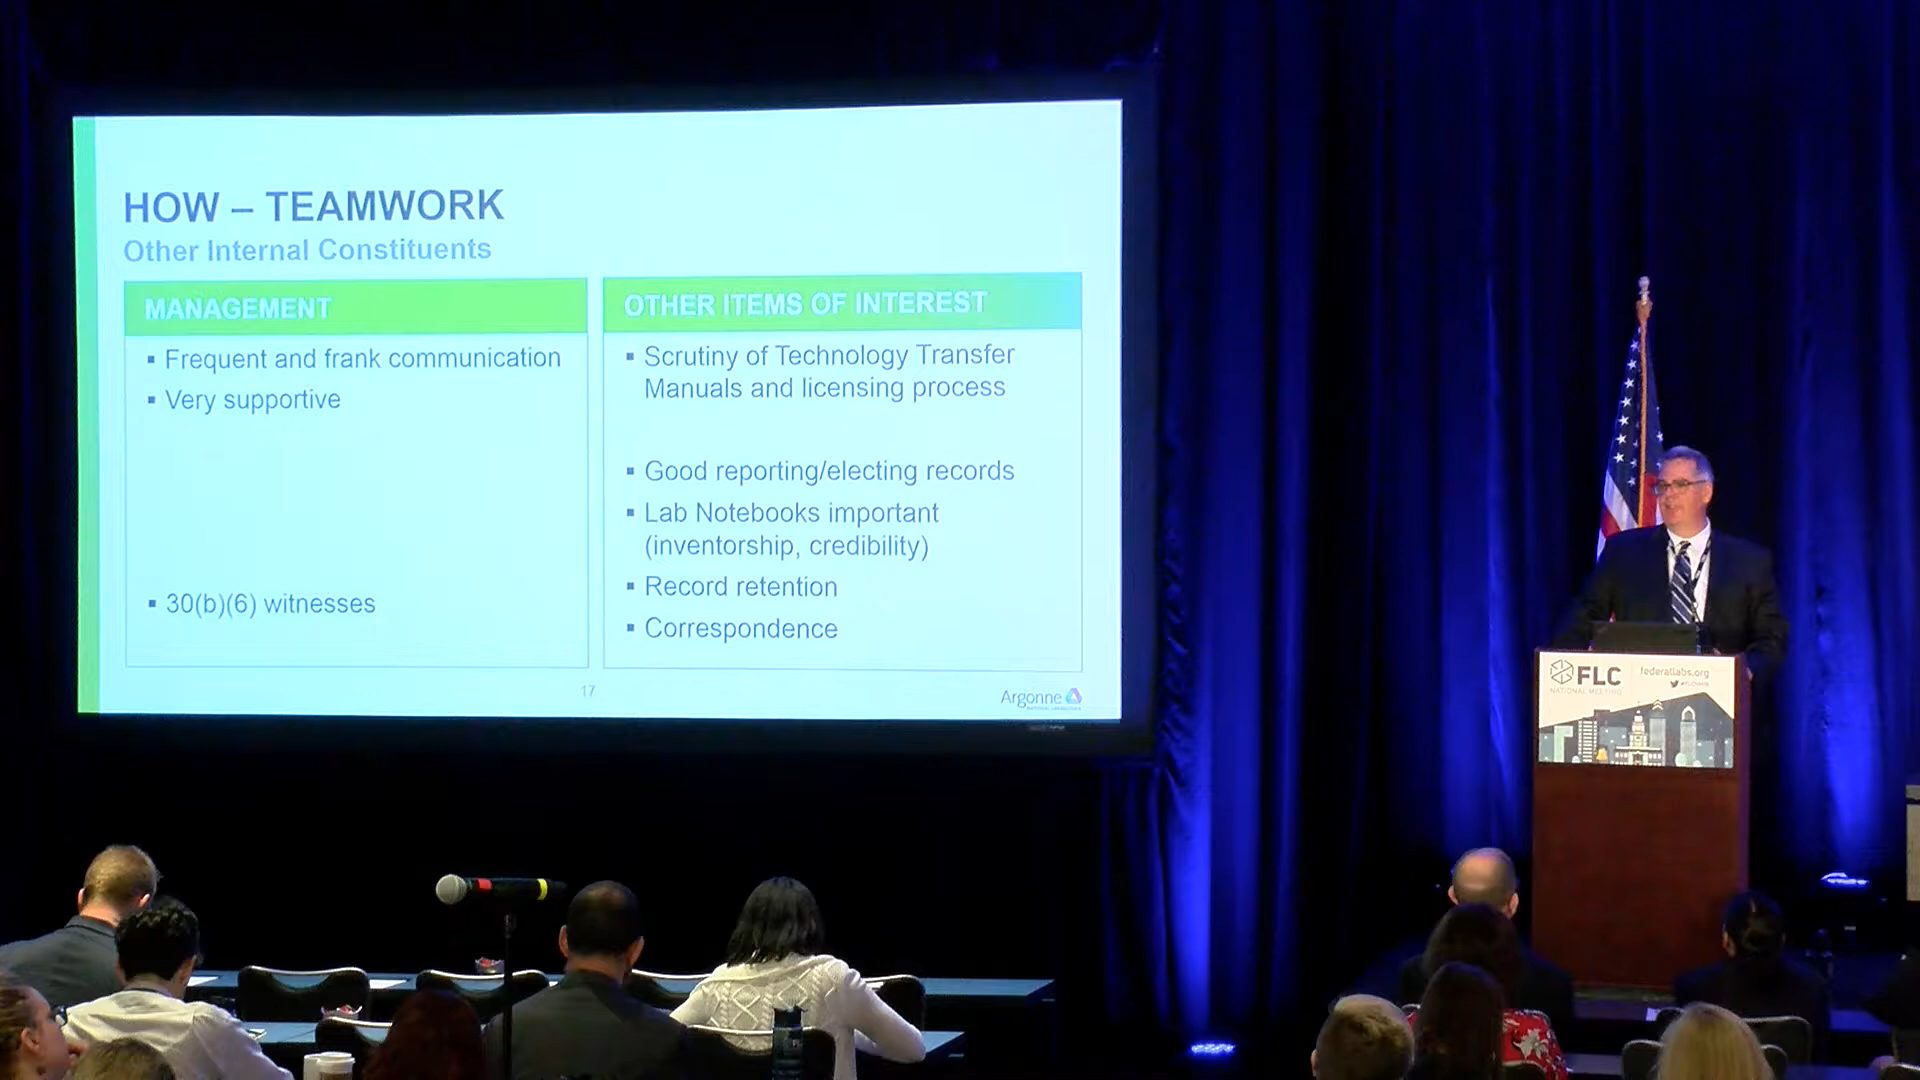 HOW – TEAMWORK
Other Internal Constituents
MANAGEMENT
▪ Frequent and frank communication
▪ Very supportive
▪ 30(b)(6) witnesses
OTHER ITEMS OF INTEREST
▪ Scrutiny of Technology Transfer
Manuals and licensing process
▪ Good reporting/electing records
▪ Lab Notebooks important
(inventorship, credibility)
▪ Record retention
▪ Correspondence
17
Argonne
FLC
NATIONAL MEETING
federallabs.org